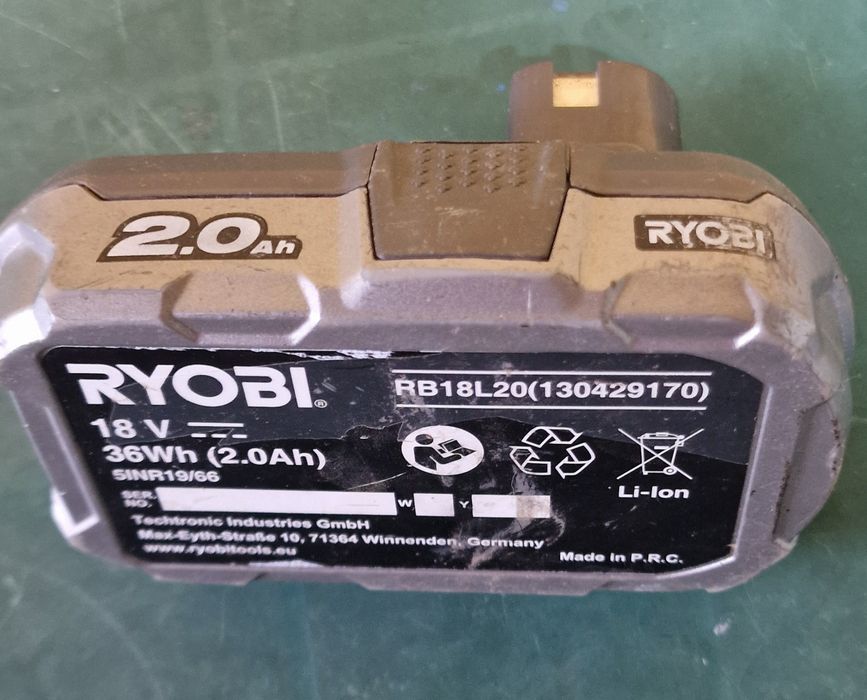 2.0Ah
RYOBI
RYOBI®
RB18L20(130429170)
18 V
36Wh (2.0Ah)
5INR19/66
SER.
NO.
W
Y
Li-Ion
Techtronic Industries GmbH
Max-Eyth-Straße 10, 71364 Winnenden, Germany
www.ryobitools.eu
Made in P.R.C.